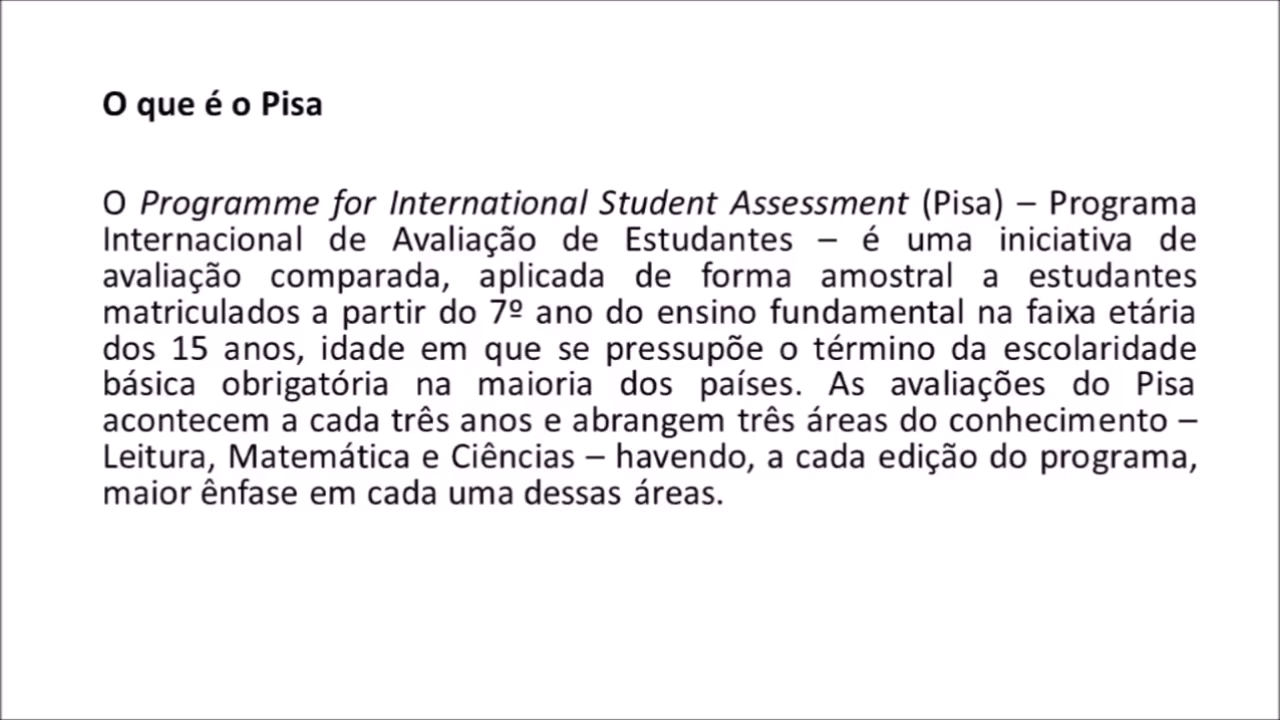 O que é o Pisa
O Programme for International Student Assessment (Pisa) – Programa
Internacional de Avaliação de Estudantes – é uma iniciativa de
avaliação comparada, aplicada de forma amostral a estudantes
matriculados a partir do 7º ano do ensino fundamental na faixa etária
dos 15 anos, idade em que se pressupõe o término da escolaridade
básica obrigatória na maioria dos países. As avaliações do Pisa
acontecem a cada três anos e abrangem três áreas do conhecimento –
Leitura, Matemática e Ciências – havendo, a cada edição do programa,
maior ênfase em cada uma dessas áreas.